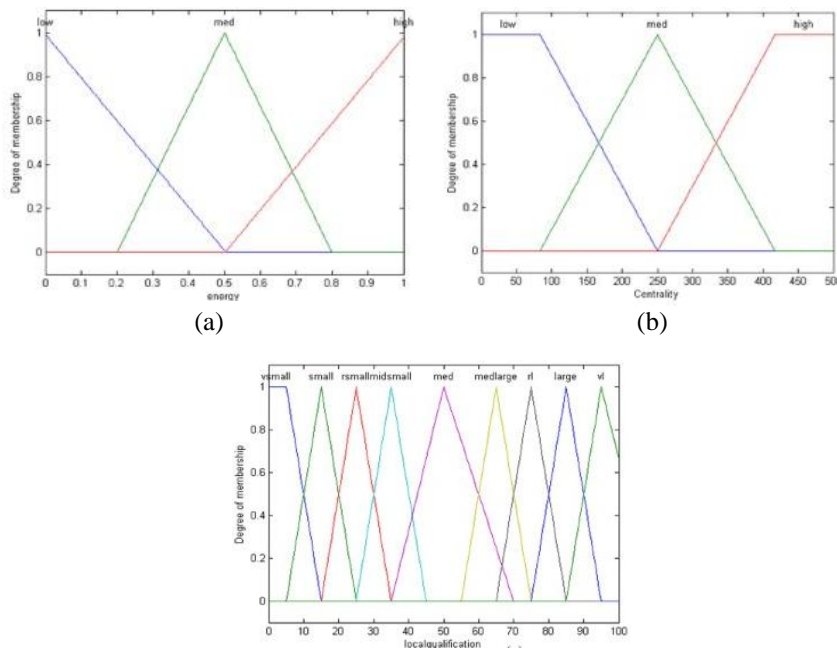 low med high
1
0.8
0.6
0.4
0.2
0
Degree of membership
0 0.1 0.2 0.3 0.4 0.5 0.6 0.7 0.8 0.9 1
energy
(a)
low med high
1
0.8
0.6
0.4
0.2
0
Degree of membership
0 50 100 150 200 250 300 350 400 450 500
Centrality
(b)
vsmall small rsmallmidsmall med medlarge rl large vl
1
0.8
0.6
0.4
0.2
0
Degree of membership
0 10 20 30 40 50 60 70 80 90 100
localqualification